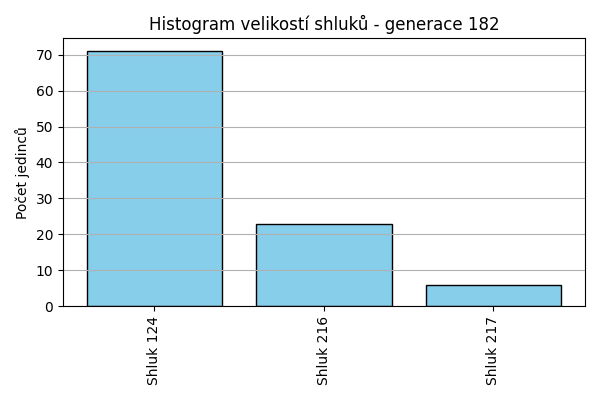 Histogram velikostí shluků - generace 182
Počet jedinců
70
60
50
40
30
20
10
0
Shluk 124
Shluk 216
Shluk 217